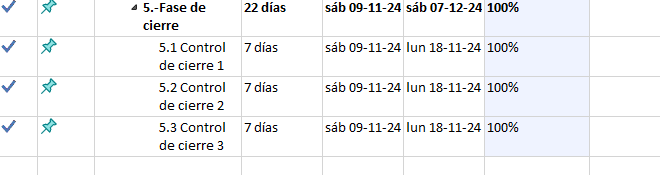 5.-Fase de cierre 22 días sáb 09-11-24 sáb 07-12-24 100%
5.1 Control de cierre 1 7 días sáb 09-11-24 lun 18-11-24 100%
5.2 Control de cierre 2 7 días sáb 09-11-24 lun 18-11-24 100%
5.3 Control de cierre 3 7 días sáb 09-11-24 lun 18-11-24 100%